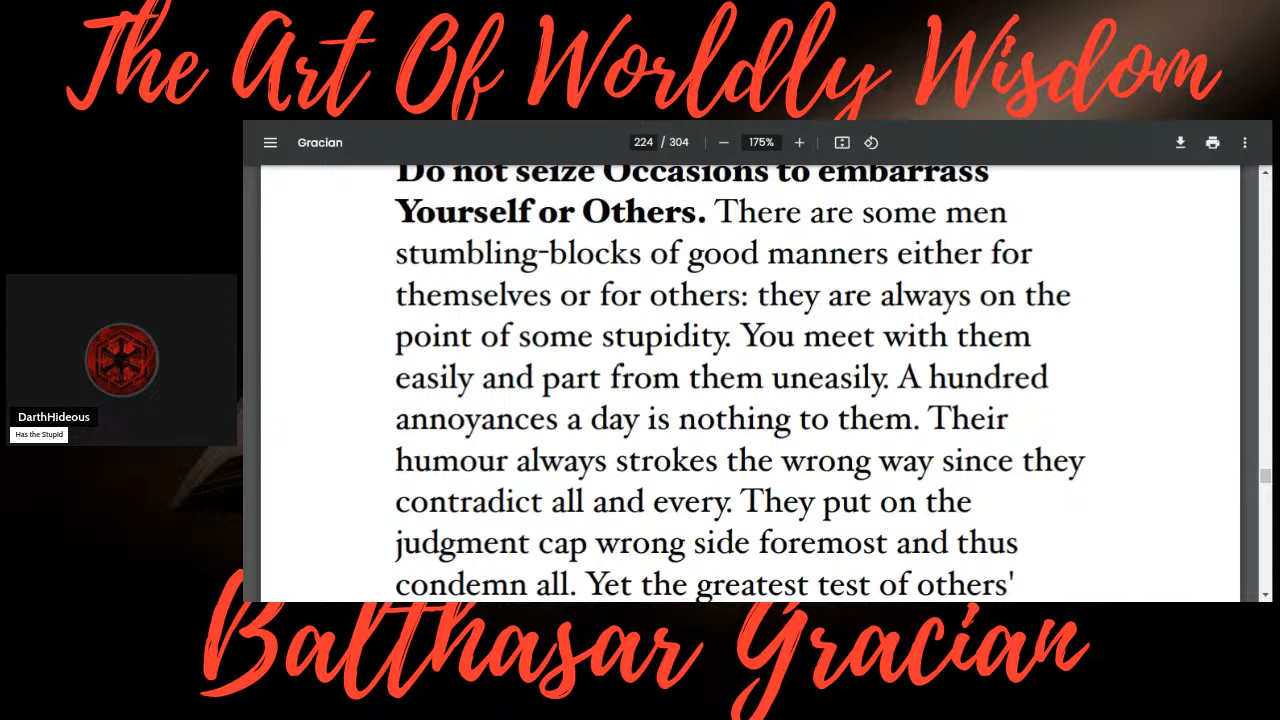 The Art Of Worldly Wisdom
Gracian
224 / 304
175%
Do not seize Occasions to embarrass
Yourself or Others. There are some men
stumbling-blocks of good manners either for
themselves or for others: they are always on the
point of some stupidity. You meet with them
easily and part from them uneasily. A hundred
annoyances a day is nothing to them. Their
humour always strokes the wrong way since they
contradict all and every. They put on the
judgment cap wrong side foremost and thus
condemn all. Yet the greatest test of others'
DarthHideous
Has the Stupid
Balthasar Gracian